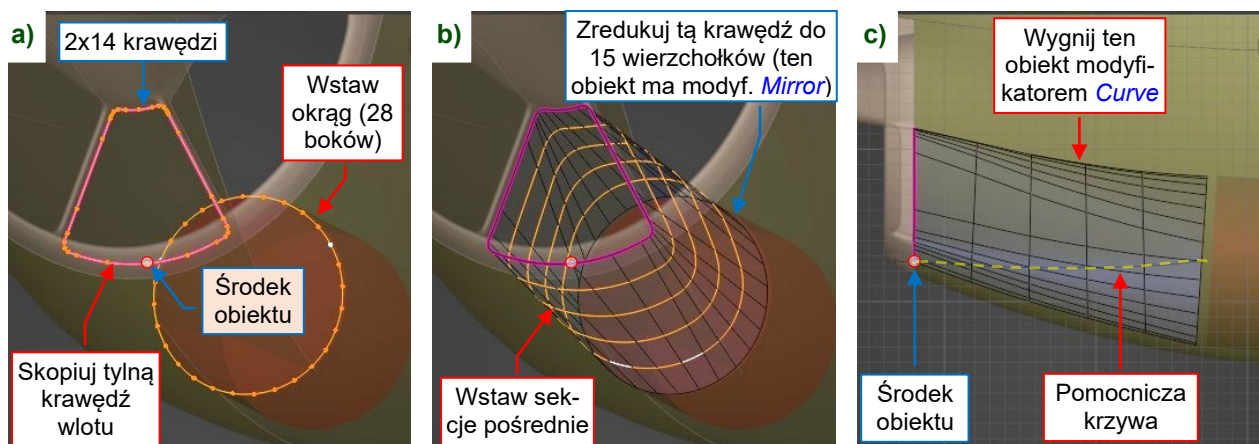 a)
2x14 krawędzi
Wstaw
okrąg (28
boków)
Środek
obiektu
Skopiuj tylną
krawędź
wlotu
b)
Zredukuj tą krawędź do
15 wierzchołków (ten
obiekt ma modyf. Mirror)
Wstaw sek-
cje pośrednie
c)
Wygnij ten
obiekt modyfi-
katorem Curve
Środek
obiektu
Pomocnicza
krzywa